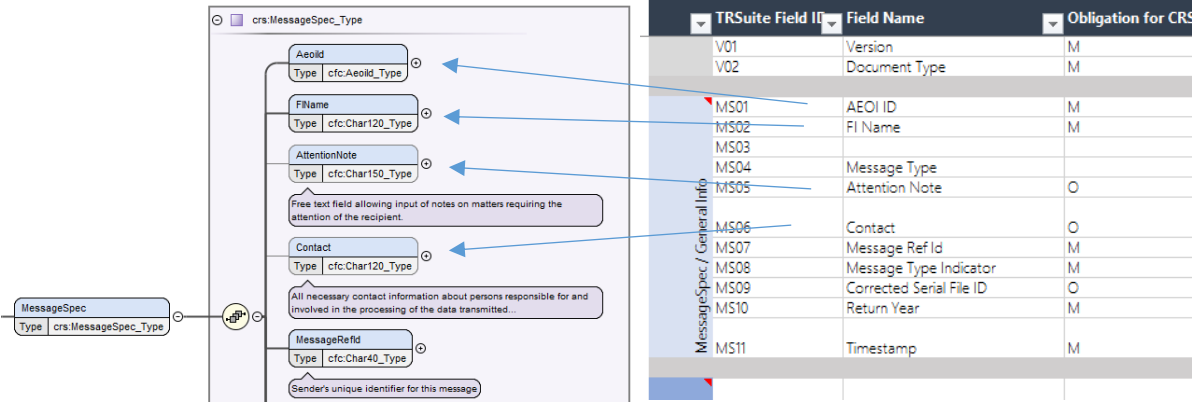 crs:MessageSpec_Type
AeoiId
Type cfc:AeoiId_Type
FIName
Type cfc:Char120_Type
AttentionNote
Type cfc:Char150_Type
Free text field allowing input of notes on matters requiring the
attention of the recipient.
Contact
Type cfc:Char120_Type
All necessary contact information about persons responsible for and
involved in the processing of the data transmitted...
MessageSpec
Type crs:MessageSpec_Type
MessageRefId
Type cfc:Char40_Type
Sender's unique identifier for this message
TRSuite Field ID Field Name Obligation for CRS
V01 Version M
V02 Document Type M
MessageSpec / General Info
MS01 AEOI ID M
MS02 FI Name M
MS03
MS04 Message Type
MS05 Attention Note O
MS06 Contact O
MS07 Message Ref Id M
MS08 Message Type Indicator M
MS09 Corrected Serial File ID O
MS10 Return Year M
MS11 Timestamp M